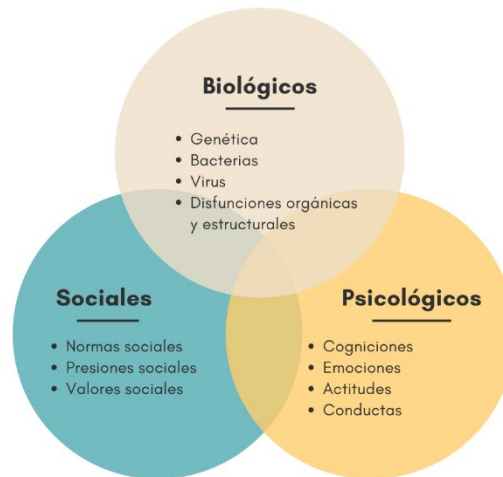 Biológicos
• Genética
• Bacterias
• Virus
• Disfunciones orgánicas
y estructurales
Sociales
• Normas sociales
• Presiones sociales
• Valores sociales
Psicológicos
• Cogniciones
• Emociones
• Actitudes
• Conductas